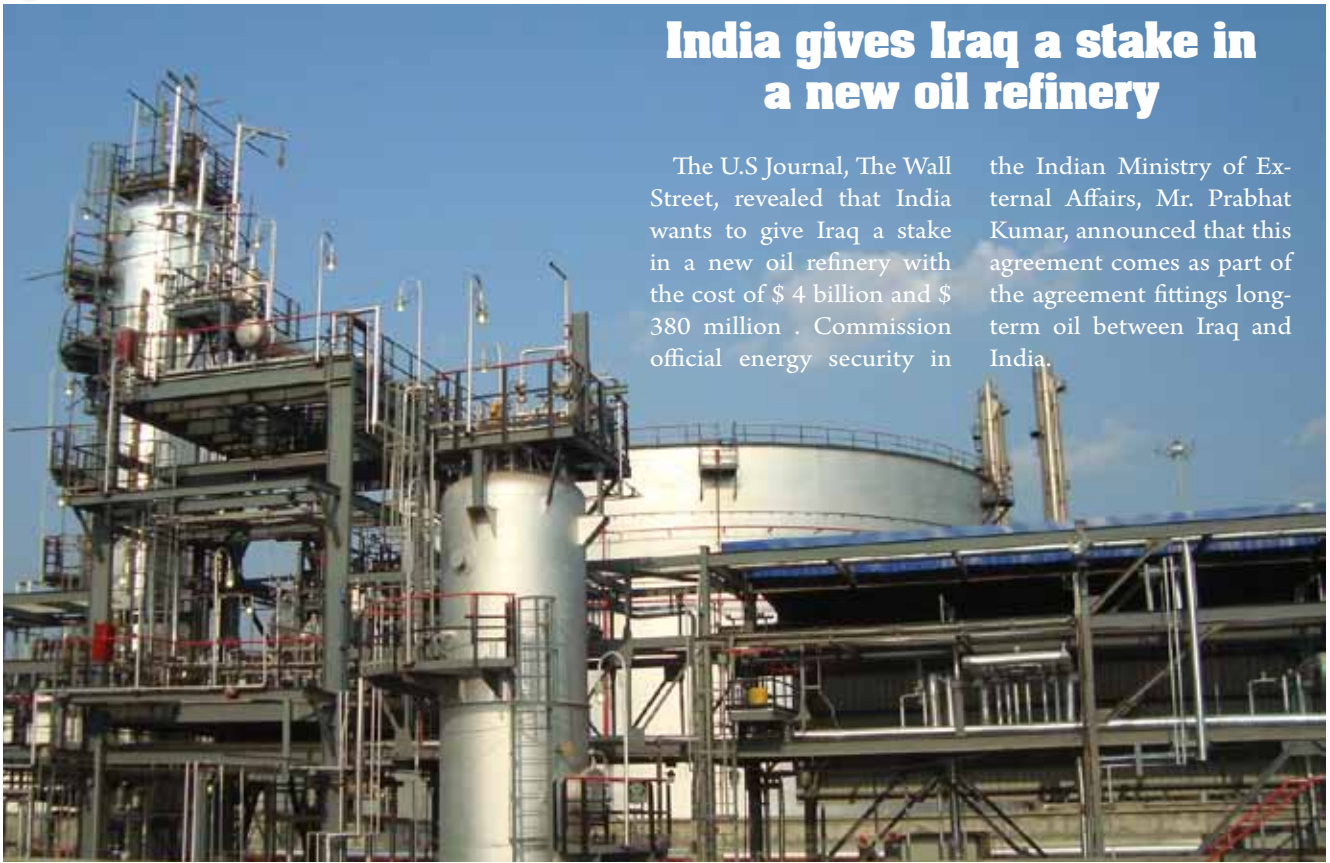 India gives Iraq a stake in
a new oil refinery
The U.S Journal, The Wall
Street, revealed that India
wants to give Iraq a stake
in a new oil refinery with
the cost of $ 4 billion and $
380 million . Commission
official energy security in
the Indian Ministry of Ex-
ternal Affairs, Mr. Prabhat
Kumar, announced that this
agreement comes as part of
the agreement fittings long-
term oil between Iraq and
India.